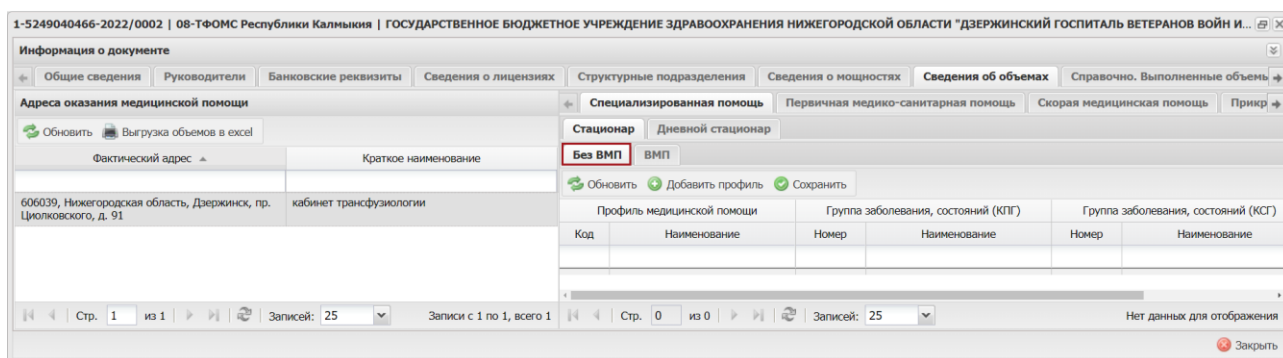 1-5249040466-2022/0002 | 08-ТФОМС Республики Калмыкия | ГОСУДАРСТВЕННОЕ БЮДЖЕТНОЕ УЧРЕЖДЕНИЕ ЗДРАВООХРАНЕНИЯ НИЖЕГОРОДСКОЙ ОБЛАСТИ "ДЗЕРЖИНСКИЙ ГОСПИТАЛЬ ВЕТЕРАНОВ ВОЙН И...
Информация о документе
Общие сведения Руководители Банковские реквизиты Сведения о лицензиях Структурные подразделения Сведения о мощностях Сведения об объемах Справочно. Выполненные объемы
Адреса оказания медицинской помощи
Обновить Выгрузка объемов в excel
Фактический адрес Краткое наименование
606039, Нижегородская область, Дзержинск, пр. Циолковского, д. 91 кабинет трансфузиологии
Стр. 1 из 1 Записей: 25 Записи с 1 по 1, всего 1
Специализированная помощь Первичная медико-санитарная помощь Скорая медицинская помощь Прикр
Стационар Дневной стационар
Без ВМП ВМП
Обновить Добавить профиль Сохранить
Профиль медицинской помощи Группа заболевания, состояний (КПГ) Группа заболевания, состояний (КСГ)
Код Наименование Номер Наименование Номер Наименование
Стр. 0 из 0 Записей: 25 Нет данных для отображения
Закрыть